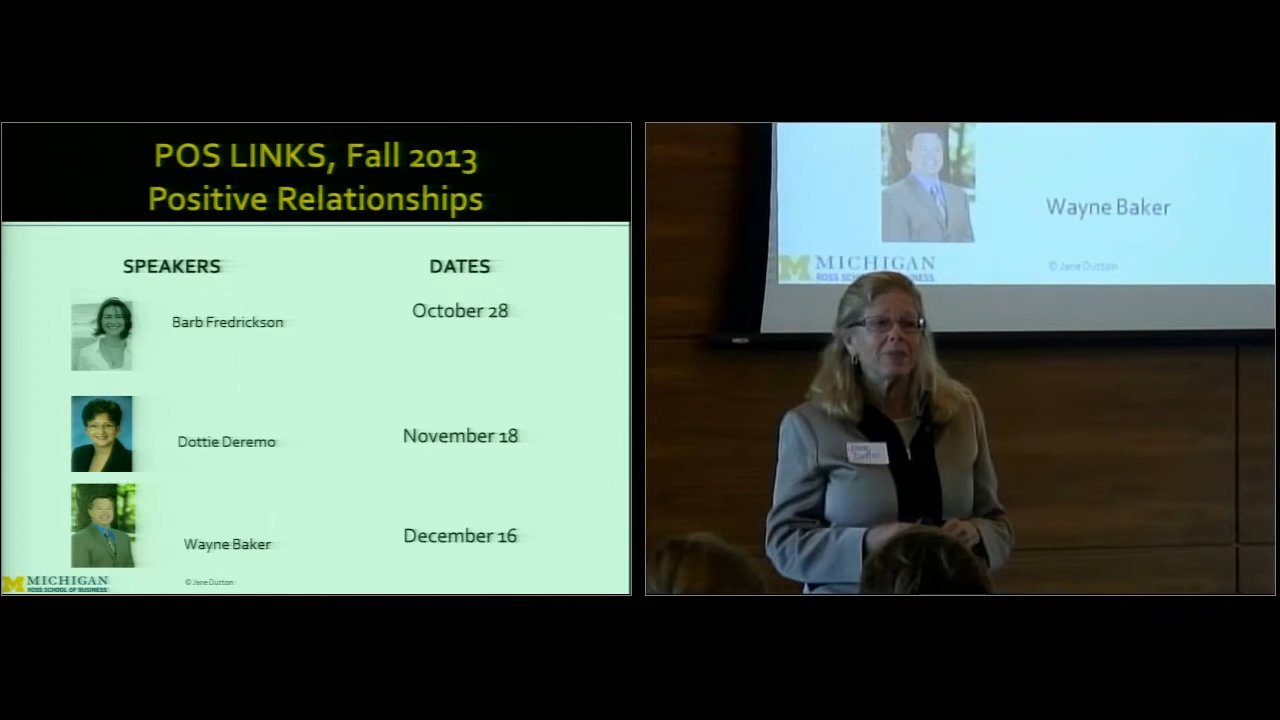 POS LINKS, Fall 2013
Positive Relationships
SPEAKERS DATES
Barb Fredrickson October 28
Dottie Deremo November 18
Wayne Baker December 16
M MICHIGAN
ROSS SCHOOL OF BUSINESS
© Jane Dutton
Wayne Baker
M MICHIGAN
ROSS SCHOOL OF BUSINESS
© Jane Dutton